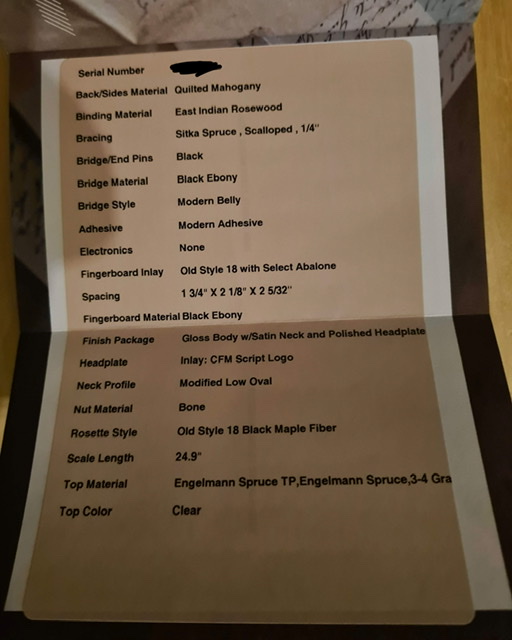 Serial Number
Back/Sides Material Quilted Mahogany
Binding Material East Indian Rosewood
Bracing Sitka Spruce , Scalloped , 1/4"
Bridge/End Pins Black
Bridge Material Black Ebony
Bridge Style Modern Belly
Adhesive Modern Adhesive
Electronics None
Fingerboard Inlay Old Style 18 with Select Abalone
Spacing 1 3/4" X 2 1/8" X 2 5/32"
Fingerboard Material Black Ebony
Finish Package Gloss Body w/Satin Neck and Polished Headplate
Headplate Inlay: CFM Script Logo
Neck Profile Modified Low Oval
Nut Material Bone
Rosette Style Old Style 18 Black Maple Fiber
Scale Length 24.9"
Top Material Engelmann Spruce TP,Engelmann Spruce,3-4 Gra
Top Color Clear